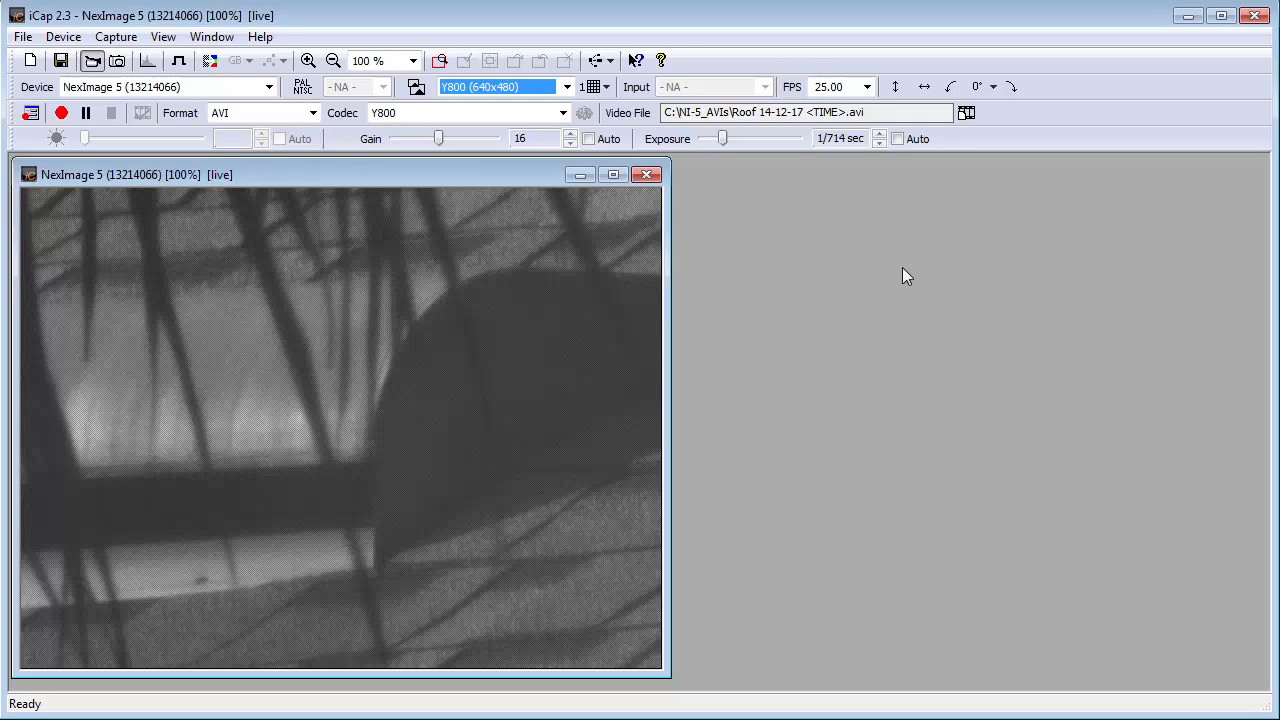 iCap 2.3 - NexImage 5 (13214066) [100%] [live]
File Device Capture View Window Help
GB 100 %
Device NexImage 5 (13214066) PAL NTSC - NA - Y800 (640x480) 1 Input - NA - FPS 25.00 0°
Format AVI Codec Y800 Video File C:\NI-5_AVIs\Roof 14-12-17 <TIME>.avi
Auto Gain 16 Auto Exposure 1/714 sec Auto
iC NexImage 5 (13214066) [100%] [live]
Ready